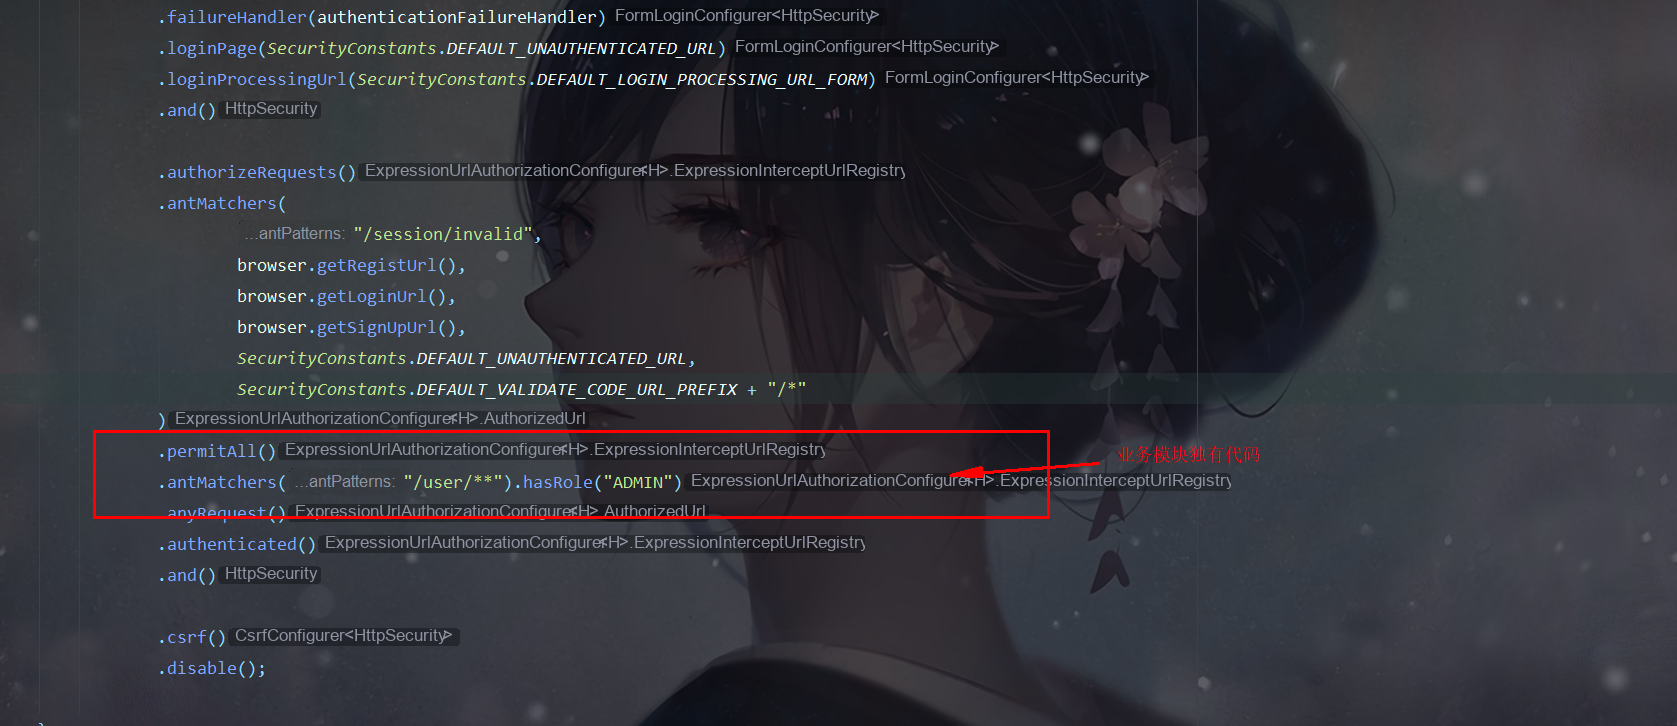 .failureHandler(authenticationFailureHandler) FormLoginConfigurer<HttpSecurity>
.loginPage(SecurityConstants.DEFAULT_UNAUTHENTICATED_URL) FormLoginConfigurer<HttpSecurity>
.loginProcessingUrl(SecurityConstants.DEFAULT_LOGIN_PROCESSING_URL_FORM) FormLoginConfigurer<HttpSecurity>
.and() HttpSecurity
.authorizeRequests() ExpressionUrlAuthorizationConfigurer<H>.ExpressionInterceptUrlRegistry
.antMatchers(
...antPatterns: "/session/invalid",
browser.getRegistUrl(),
browser.getLoginUrl(),
browser.getSignUpUrl(),
SecurityConstants.DEFAULT_UNAUTHENTICATED_URL,
SecurityConstants.DEFAULT_VALIDATE_CODE_URL_PREFIX + "/*"
) ExpressionUrlAuthorizationConfigurer<H>.AuthorizedUrl
.permitAll() ExpressionUrlAuthorizationConfigurer<H>.ExpressionInterceptUrlRegistry
业务模块独有代码
.antMatchers( ...antPatterns: "/user/**").hasRole("ADMIN") ExpressionUrlAuthorizationConfigurer<H>.ExpressionInterceptUrlRegistry
.anyRequest() ExpressionUrlAuthorizationConfigurer<H>.AuthorizedUrl
.authenticated() ExpressionUrlAuthorizationConfigurer<H>.ExpressionInterceptUrlRegistry
.and() HttpSecurity
.csrf() CsrfConfigurer<HttpSecurity>
.disable();
}